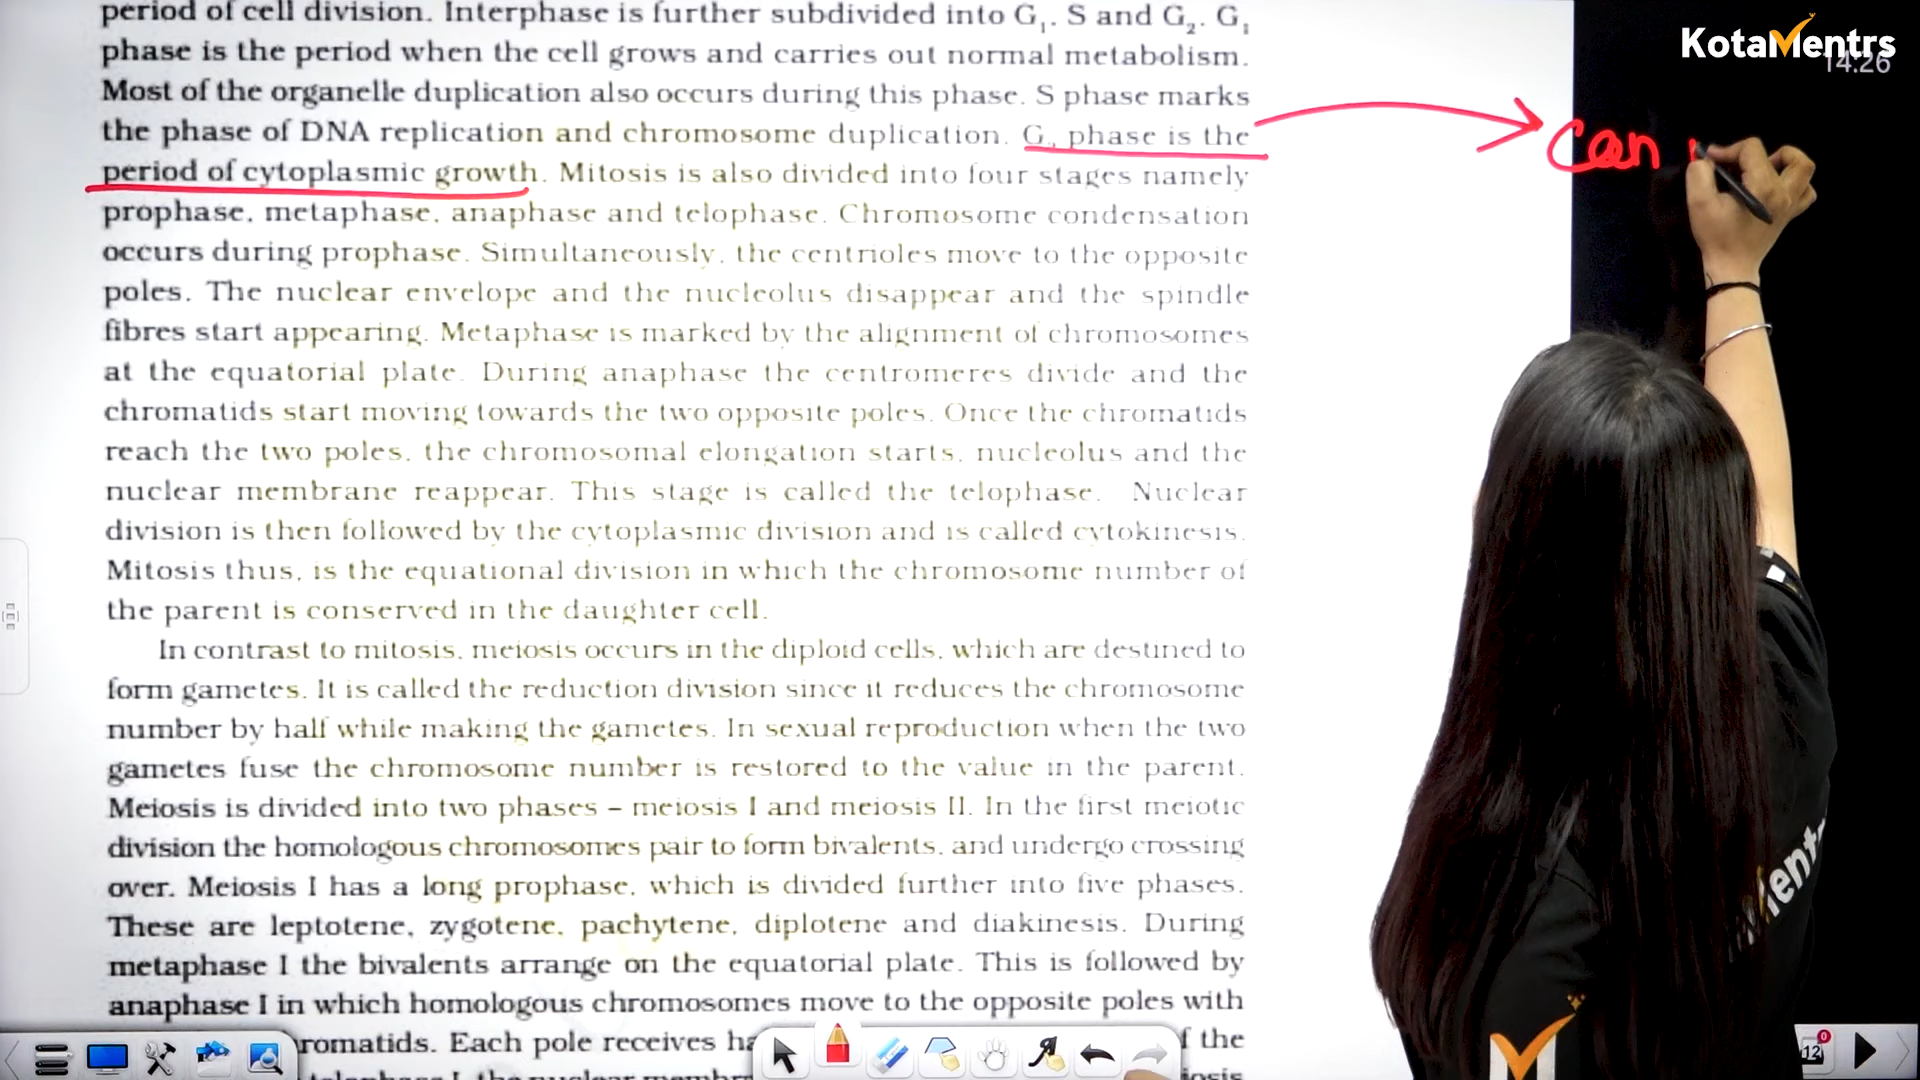 period of cell division. Interphase is further subdivided into G₁, S and G₂. G₁
KotaMentrs
phase is the period when the cell grows and carries out normal metabolism.
14:26
Most of the organelle duplication also occurs during this phase. S phase marks
the phase of DNA replication and chromosome duplication. G₂ phase is the
can
period of cytoplasmic growth. Mitosis is also divided into four stages namely
prophase, metaphase, anaphase and telophase. Chromosome condensation
occurs during prophase. Simultaneously, the centrioles move to the opposite
poles. The nuclear envelope and the nucleolus disappear and the spindle
fibres start appearing. Metaphase is marked by the alignment of chromosomes
at the equatorial plate. During anaphase the centromeres divide and the
chromatids start moving towards the two opposite poles. Once the chromatids
reach the two poles, the chromosomal elongation starts, nucleolus and the
nuclear membrane reappear. This stage is called the telophase. Nuclear
division is then followed by the cytoplasmic division and is called cytokinesis.
Mitosis thus, is the equational division in which the chromosome number of
the parent is conserved in the daughter cell.
In contrast to mitosis, meiosis occurs in the diploid cells, which are destined to
form gametes. It is called the reduction division since it reduces the chromosome
number by half while making the gametes. In sexual reproduction when the two
gametes fuse the chromosome number is restored to the value in the parent.
Meiosis is divided into two phases – meiosis I and meiosis II. In the first meiotic
division the homologous chromosomes pair to form bivalents, and undergo crossing
over. Meiosis I has a long prophase, which is divided further into five phases.
These are leptotene, zygotene, pachytene, diplotene and diakinesis. During
metaphase I the bivalents arrange on the equatorial plate. This is followed by
anaphase I in which homologous chromosomes move to the opposite poles with
romatids. Each pole receives ha
f the
12
0